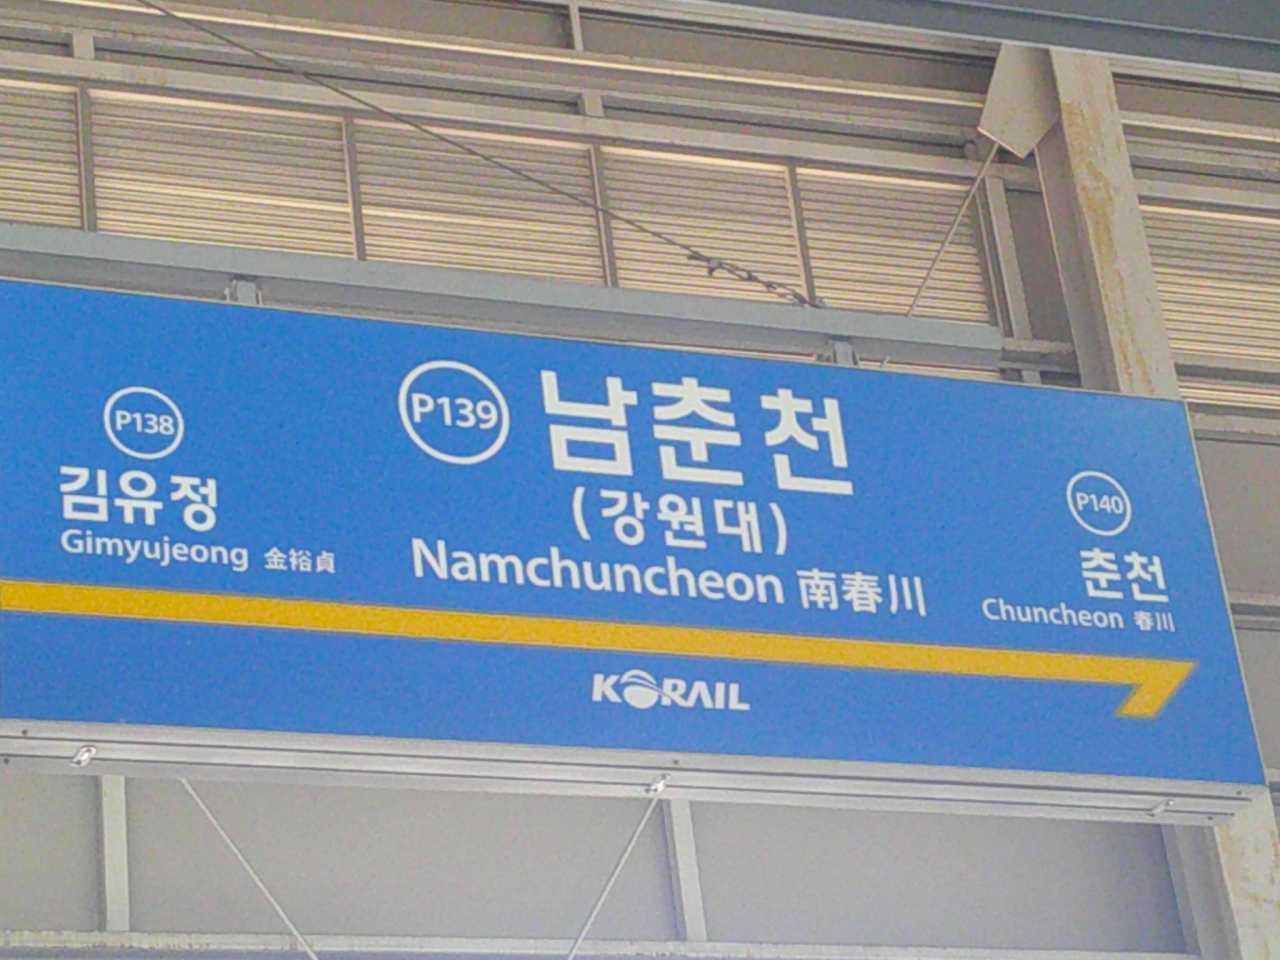 P138
김유정
Gimyujeong 金裕貞
P139 남춘천
(강원대)
Namchuncheon 南春川
P140
춘천
Chuncheon 春川
KORAIL